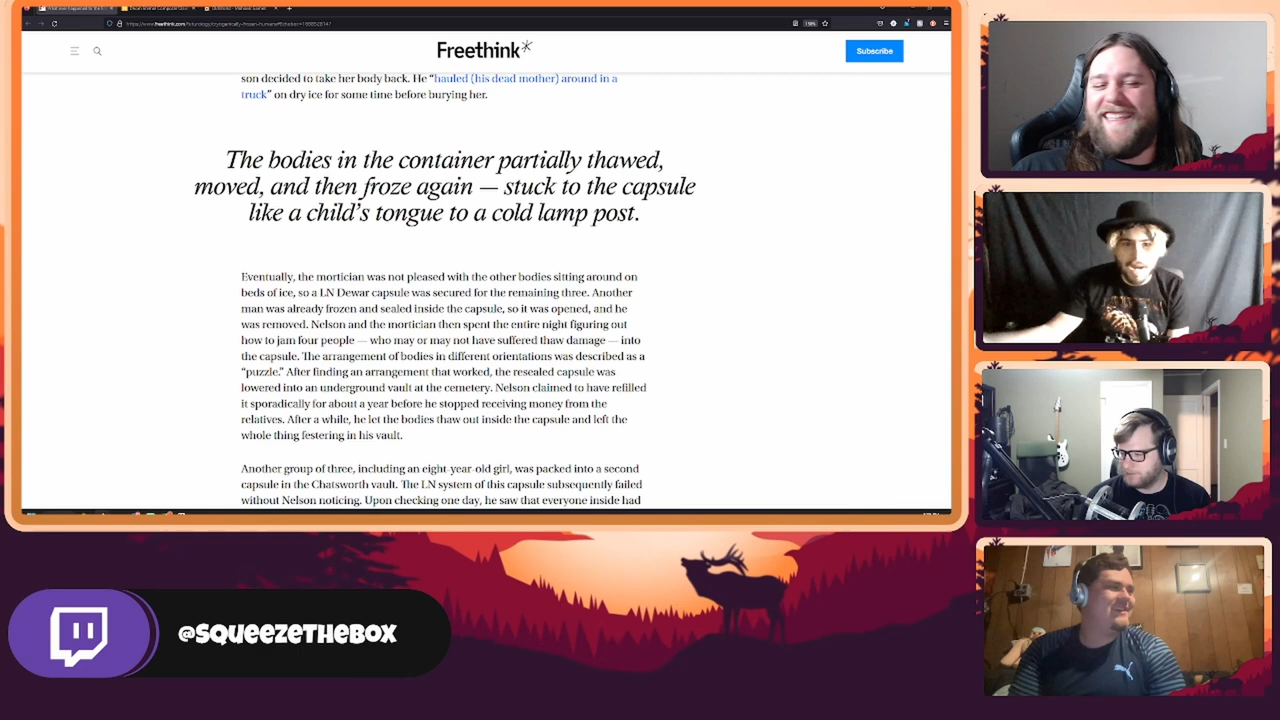 https://www.freethink.com/
Freethink*
Subscribe
son decided to take her body back. He “hauled (his dead mother) around in a
truck” on dry ice for some time before burying her.
The bodies in the container partially thawed,
moved, and then froze again — stuck to the capsule
like a child’s tongue to a cold lamp post.
Eventually, the mortician was not pleased with the other bodies sitting around on
beds of ice, so a LN Dewar capsule was secured for the remaining three. Another
man was already frozen and sealed inside the capsule, so it was opened, and he
was removed. Nelson and the mortician then spent the entire night figuring out
how to jam four people — who may or may not have suffered thaw damage — into
the capsule. The arrangement of bodies in different orientations was described as a
“puzzle.” After finding an arrangement that worked, the resealed capsule was
lowered into an underground vault at the cemetery. Nelson claimed to have refilled
it sporadically for about a year before he stopped receiving money from the
relatives. After a while, he let the bodies thaw out inside the capsule and left the
whole thing festering in his vault.
Another group of three, including an eight-year-old girl, was packed into a second
capsule in the Chatsworth vault. The LN system of this capsule subsequently failed
without Nelson noticing. Upon checking one day, he saw that everyone inside had
@SQUEEZETHEBOX